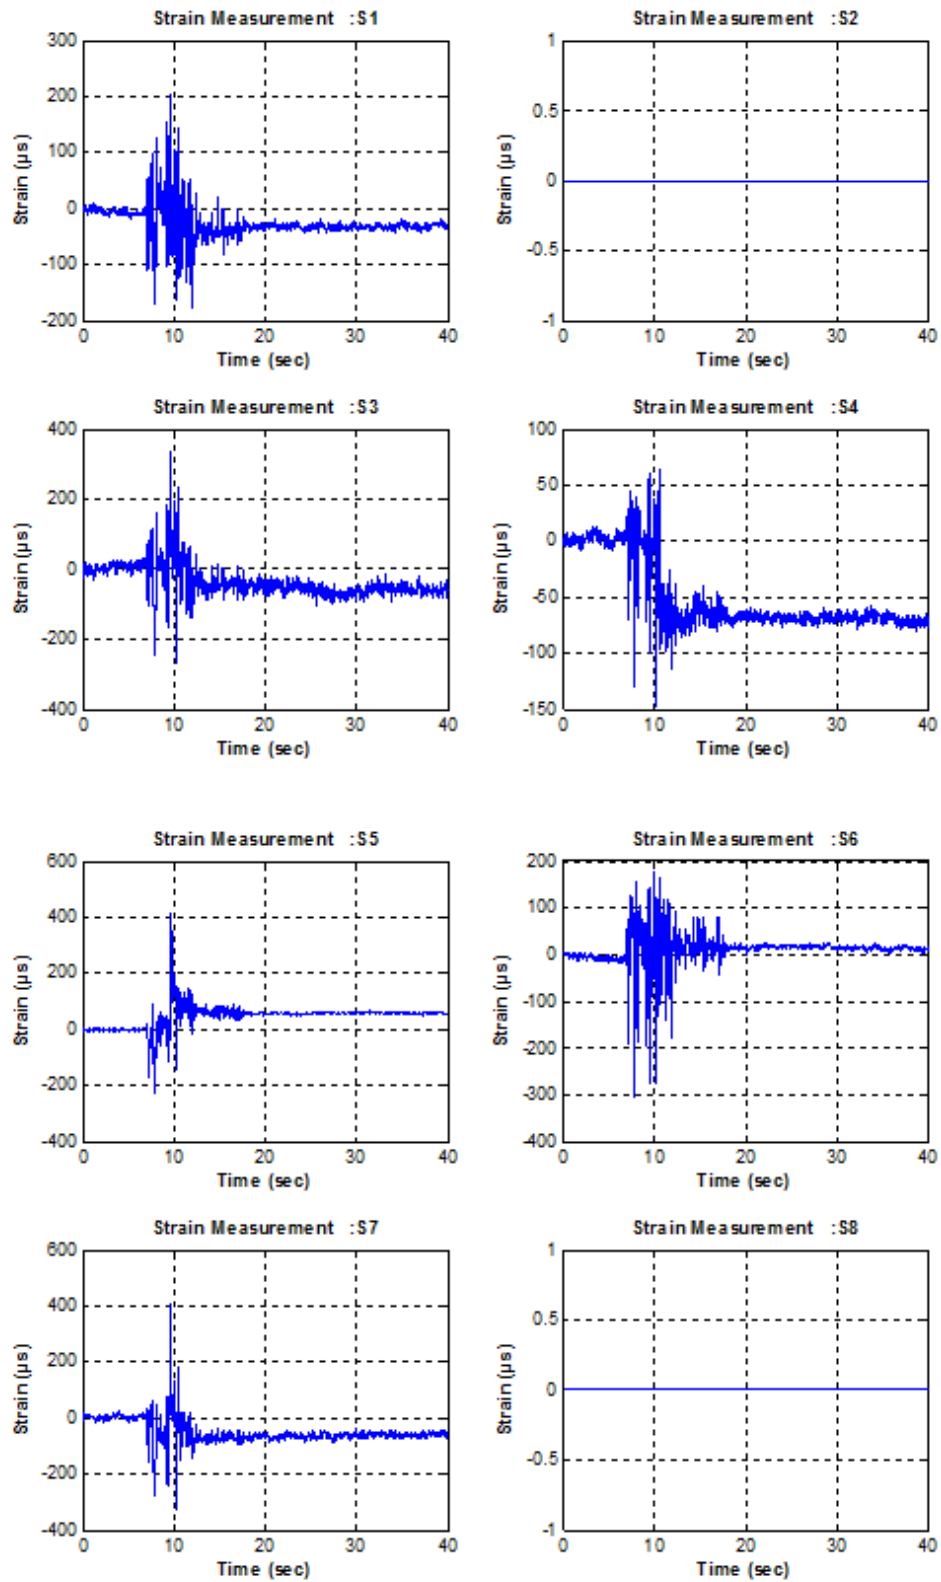 Strain Measurement :S1
300
200
100
0
-100
-200
Strain (µs)
0 10 20 30 40
Time (sec)
Strain Measurement :S2
1
0.5
0
-0.5
-1
Strain (µs)
0 10 20 30 40
Time (sec)
Strain Measurement :S3
400
200
0
-200
-400
Strain (µs)
0 10 20 30 40
Time (sec)
Strain Measurement :S4
100
50
0
-50
-100
-150
Strain (µs)
0 10 20 30 40
Time (sec)
Strain Measurement :S5
600
400
200
0
-200
-400
Strain (µs)
0 10 20 30 40
Time (sec)
Strain Measurement :S6
200
100
0
-100
-200
-300
-400
Strain (µs)
0 10 20 30 40
Time (sec)
Strain Measurement :S7
600
400
200
0
-200
-400
Strain (µs)
0 10 20 30 40
Time (sec)
Strain Measurement :S8
1
0.5
0
-0.5
-1
Strain (µs)
0 10 20 30 40
Time (sec)